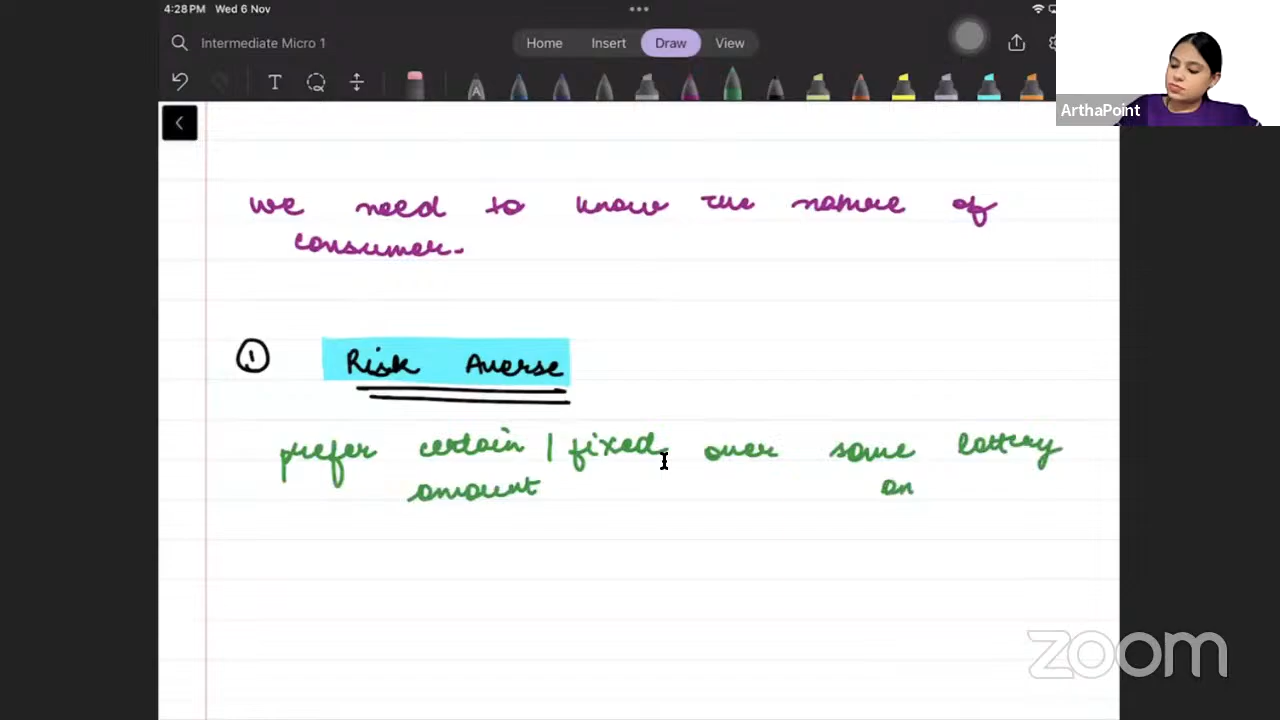 4:28 PM Wed 6 Nov
Intermediate Micro 1
Home Insert Draw View
ArthaPoint
we need to know the nature of
consumer.
① Risk Averse
prefer certain / fixed over some lottery
amount an
zoom